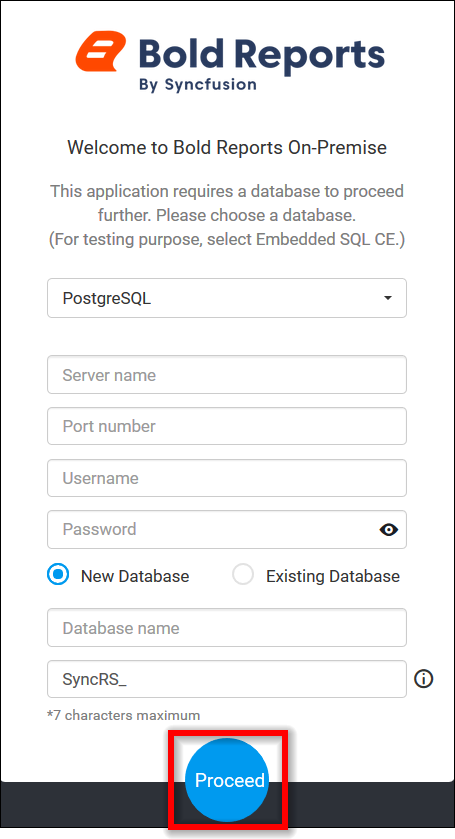 Bold Reports
By Syncfusion
Welcome to Bold Reports On-Premise
This application requires a database to proceed
further. Please choose a database.
(For testing purpose, select Embedded SQL CE.)
PostgreSQL
Server name
Port number
Username
Password
New Database Existing Database
Database name
SyncRS_
*7 characters maximum
Proceed